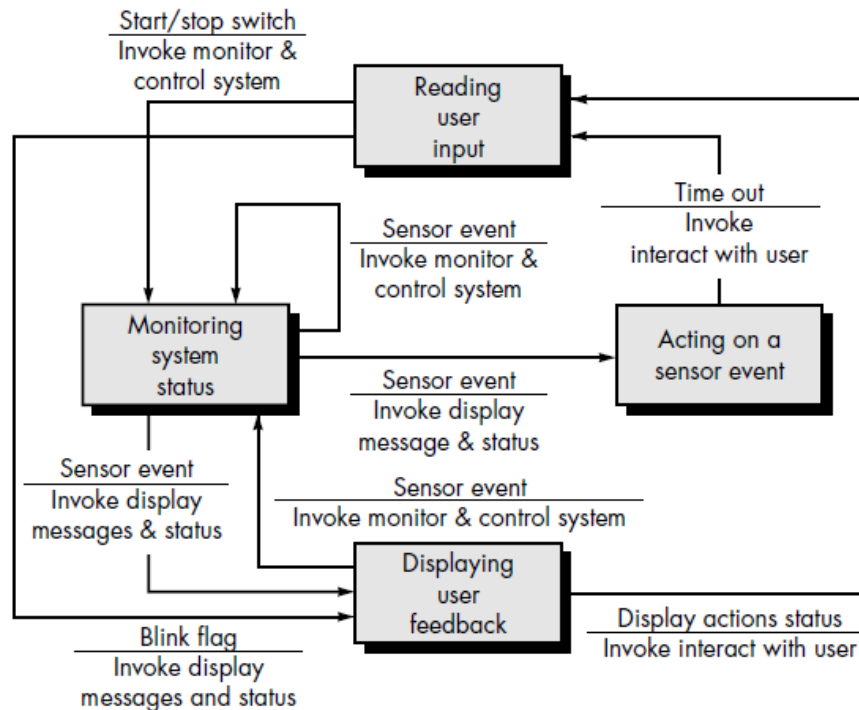 Start/stop switch
Invoke monitor &
control system
Reading
user
input
Time out
Invoke
interact with user
Sensor event
Invoke monitor &
control system
Monitoring
system
status
Acting on a
sensor event
Sensor event
Invoke display
message & status
Sensor event
Invoke display
messages & status
Sensor event
Invoke monitor & control system
Displaying
user
feedback
Blink flag
Invoke display
messages and status
Display actions status
Invoke interact with user